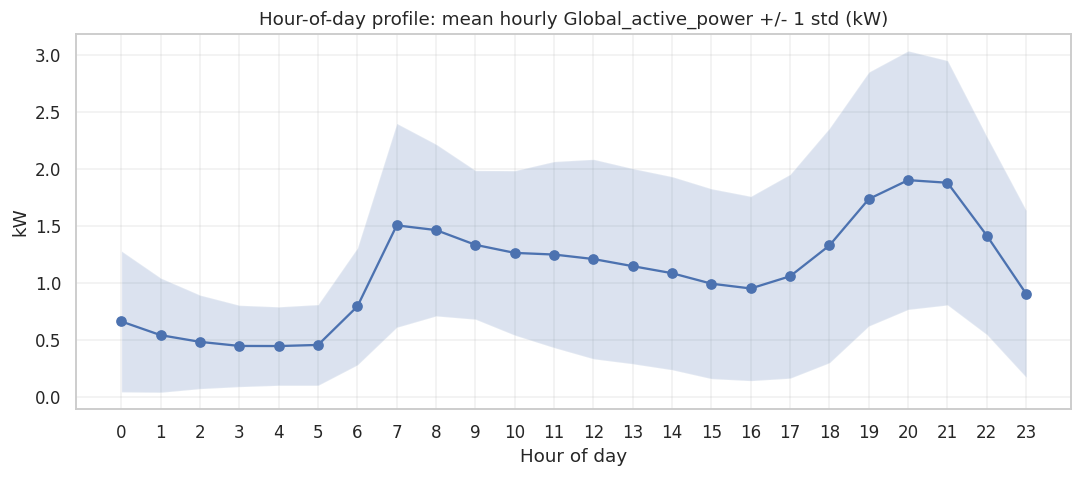 Hour-of-day profile: mean hourly Global_active_power +/- 1 std (kW)
3.0
2.5
2.0
1.5
1.0
0.5
0.0
kW
0 1 2 3 4 5 6 7 8 9 10 11 12 13 14 15 16 17 18 19 20 21 22 23
Hour of day